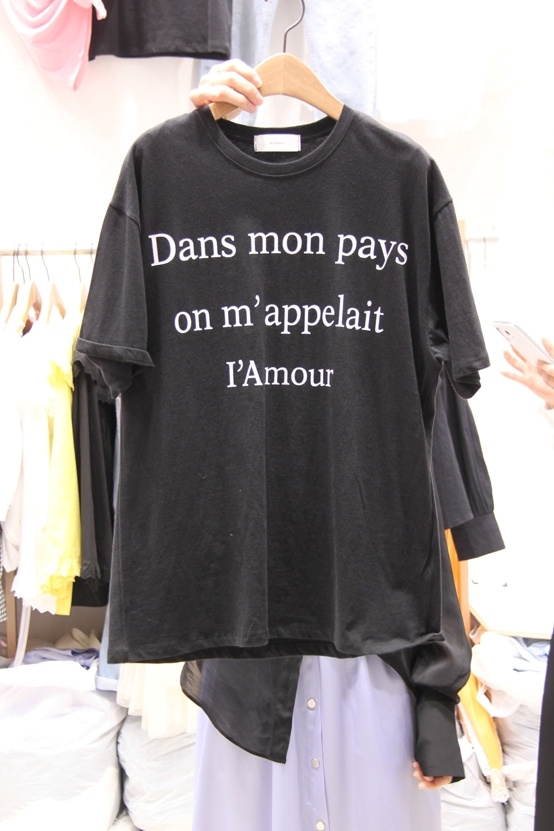 Dans mon pays
on m'appelait
I'Amour